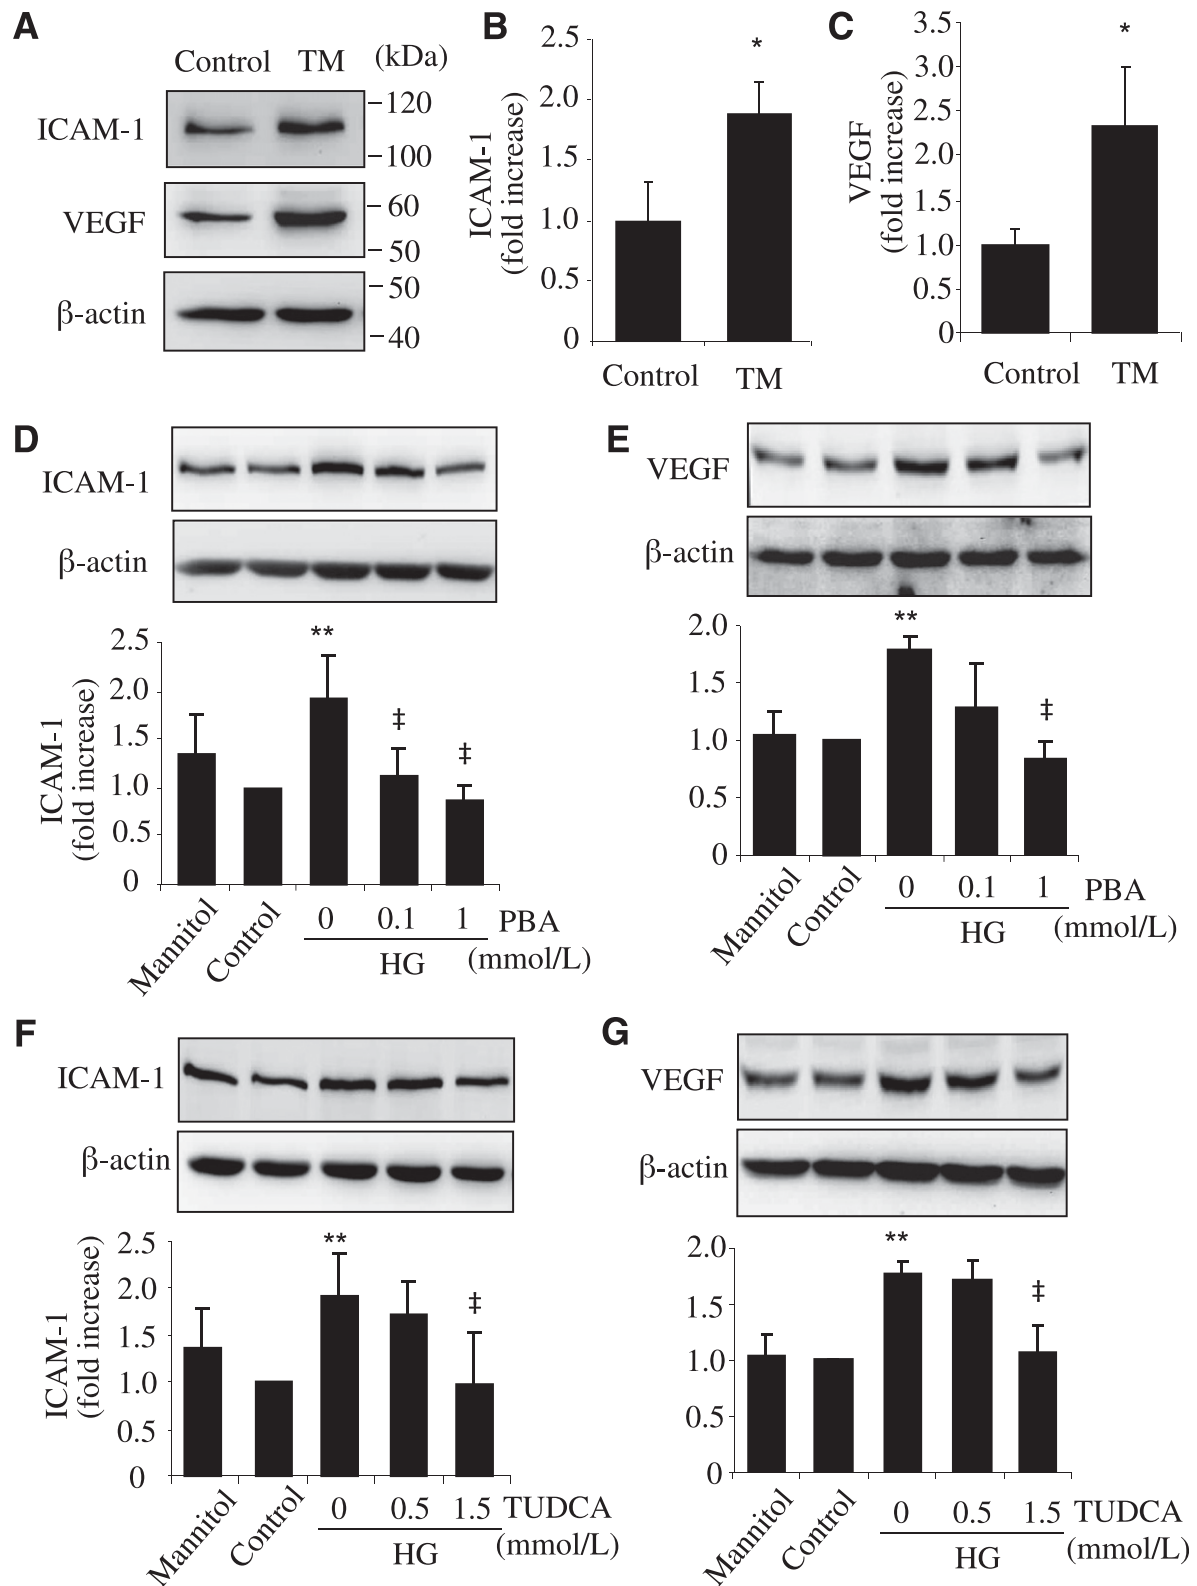 A
Control TM (kDa)
ICAM-1
120
100
VEGF
60
50
β-actin
50
40
B
ICAM-1
(fold increase)
2.5
2.0
1.5
1.0
0.5
0
*
Control TM
C
VEGF
(fold increase)
3.5
3.0
2.5
2.0
1.5
1.0
0.5
0
*
Control TM
D
ICAM-1
β-actin
ICAM-1
(fold increase)
2.5
2.0
1.5
1.0
0.5
0
**
‡
‡
Mannitol
Control
0 0.1 1 PBA
HG (mmol/L)
E
VEGF
β-actin
2.0
1.5
1.0
0.5
0
**
‡
Mannitol
Control
0 0.1 1 PBA
HG (mmol/L)
F
ICAM-1
β-actin
ICAM-1
(fold increase)
2.5
2.0
1.5
1.0
0.5
0
**
‡
Mannitol
Control
0 0.5 1.5 TUDCA
HG (mmol/L)
G
VEGF
β-actin
2.0
1.5
1.0
0.5
0
**
‡
Mannitol
Control
0 0.5 1.5 TUDCA
HG (mmol/L)